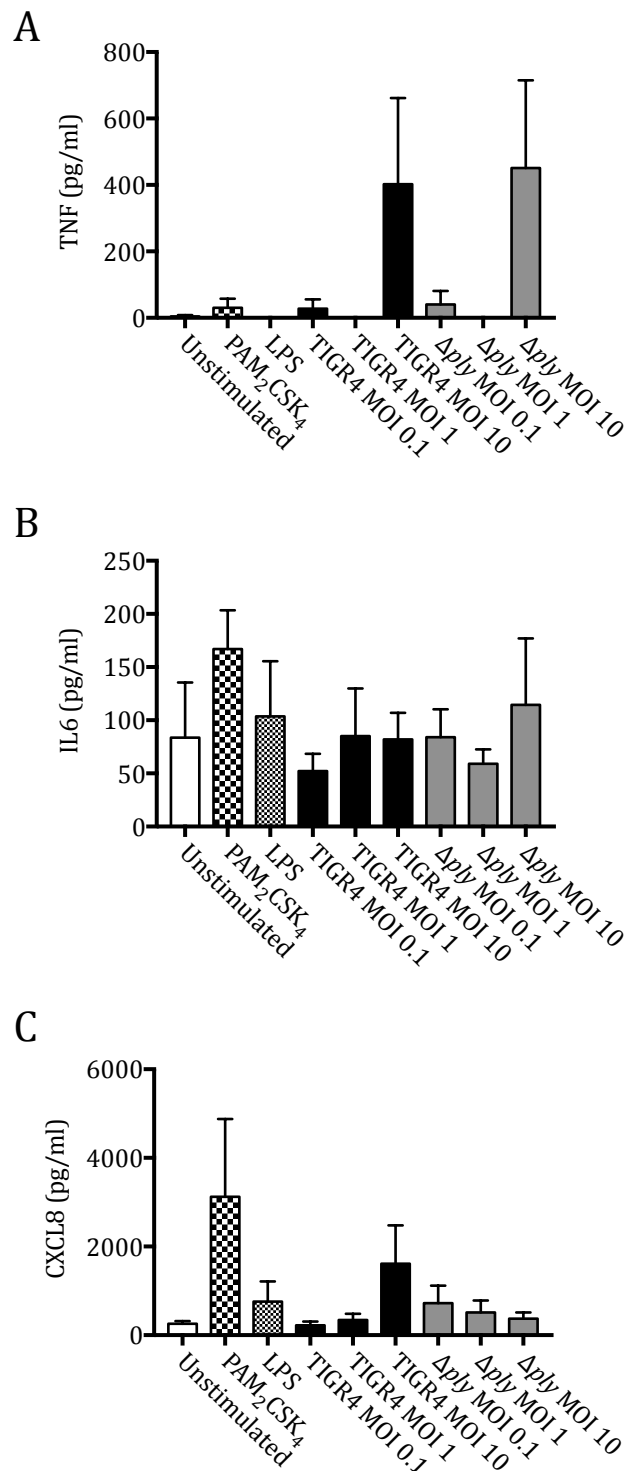 A
TNF (pg/ml)
800
600
400
200
0
Unstimulated
PAM₂CSK₄
LPS
TIGR4 MOI 0.1
TIGR4 MOI 1
TIGR4 MOI 10
Δply MOI 0.1
Δply MOI 1
Δply MOI 10
B
IL6 (pg/ml)
250
200
150
100
50
0
Unstimulated
PAM₂CSK₄
LPS
TIGR4 MOI 0.1
TIGR4 MOI 1
TIGR4 MOI 10
Δply MOI 0.1
Δply MOI 1
Δply MOI 10
C
CXCL8 (pg/ml)
6000
4000
2000
0
Unstimulated
PAM₂CSK₄
LPS
TIGR4 MOI 0.1
TIGR4 MOI 1
TIGR4 MOI 10
Δply MOI 0.1
Δply MOI 1
Δply MOI 10